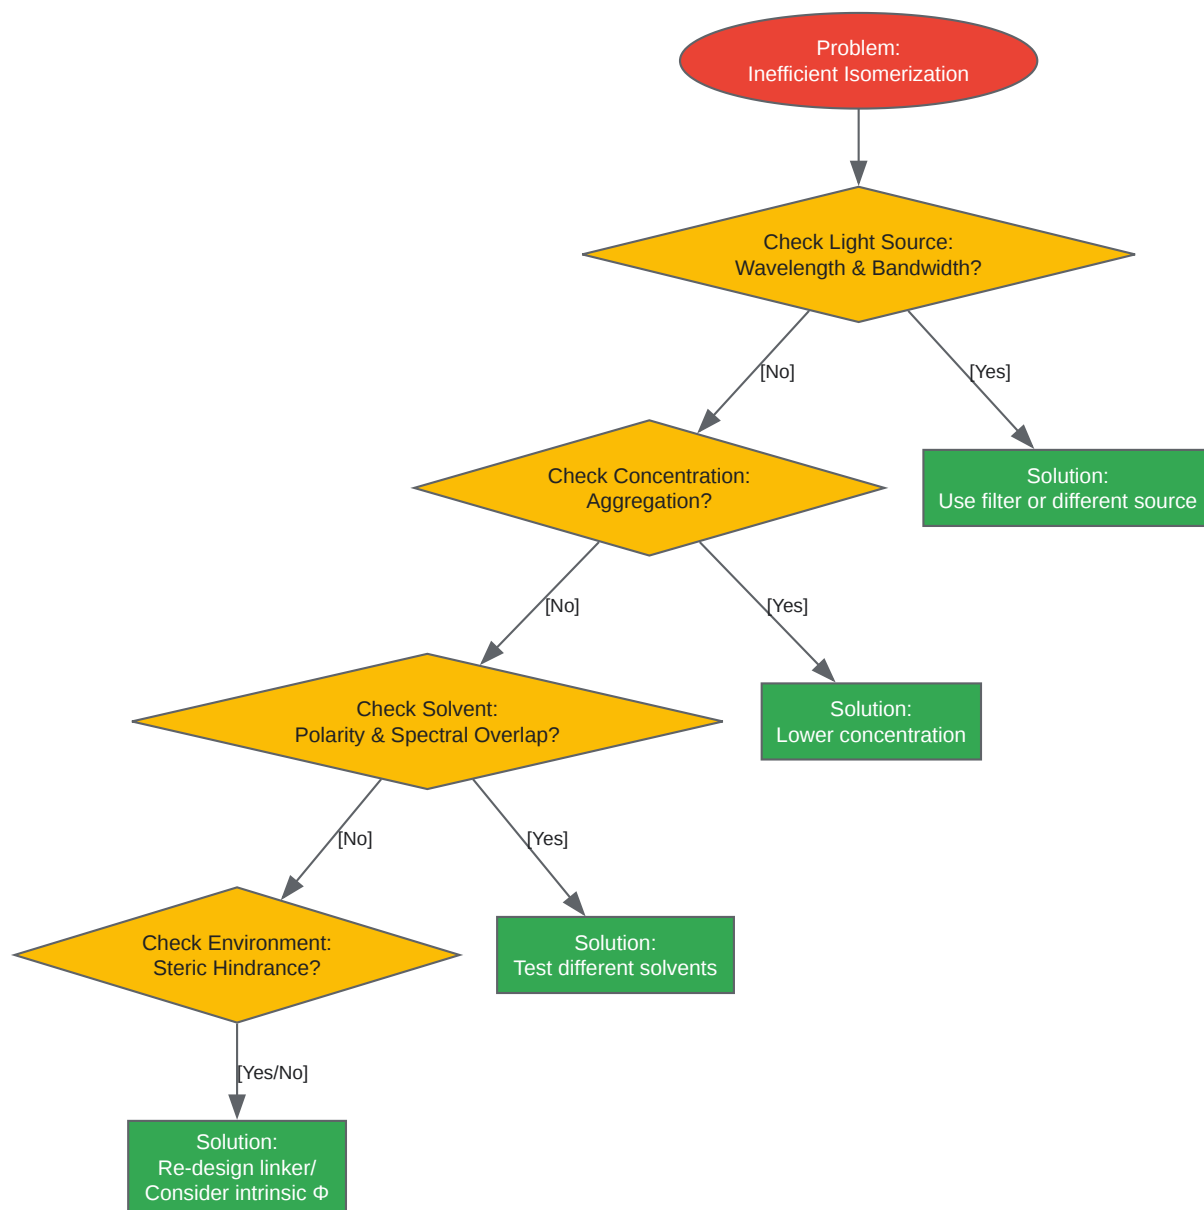 Problem:
Inefficient Isomerization
Check Light Source:
Wavelength & Bandwidth?
[No]
[Yes]
Check Concentration:
Aggregation?
Solution:
Use filter or different source
[No]
[Yes]
Check Solvent:
Polarity & Spectral Overlap?
Solution:
Lower concentration
[No]
[Yes]
Check Environment:
Steric Hindrance?
Solution:
Test different solvents
[Yes/No]
Solution:
Re-design linker/
Consider intrinsic Φ